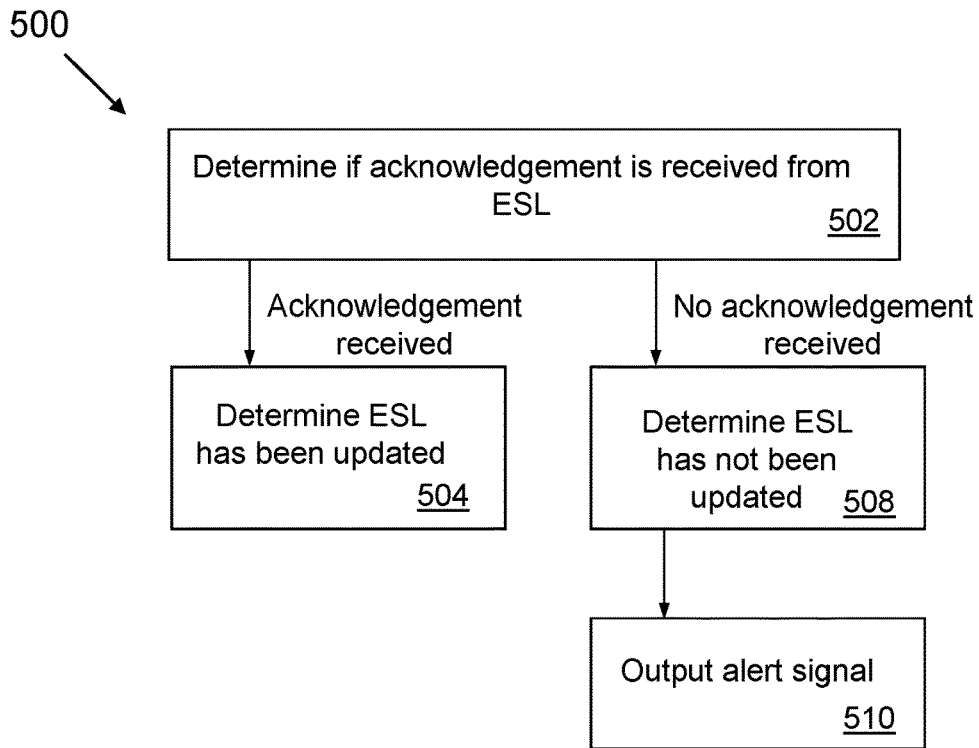 500
Determine if acknowledgement is received from
ESL
502
Acknowledgement
received
No acknowledgement
received
Determine ESL
has been updated
504
Determine ESL
has not been
updated
508
Output alert signal
510